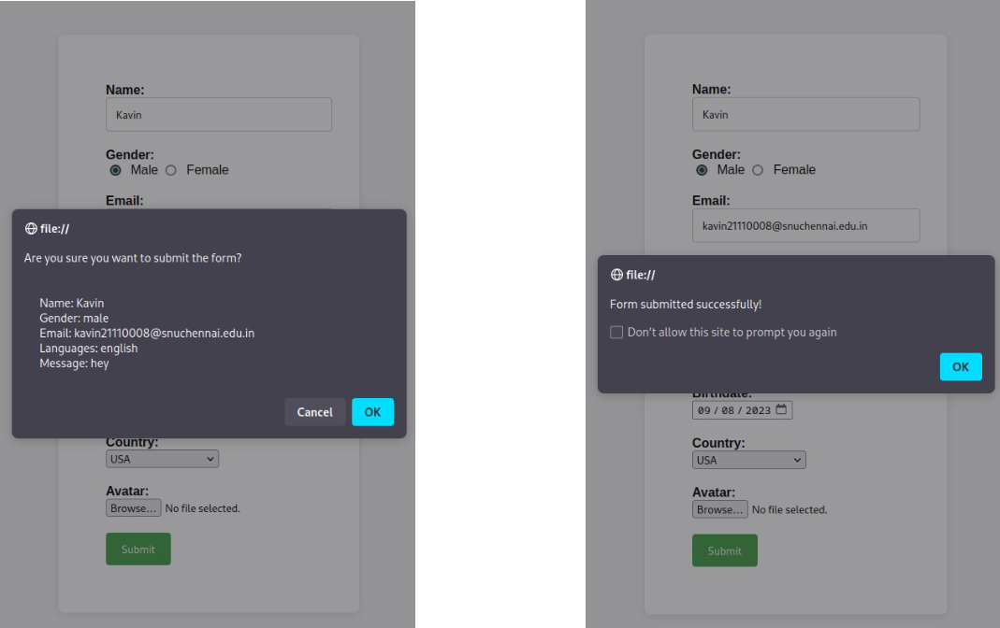 Name:
Kavin
Gender:
Male Female
Email:
file://
Are you sure you want to submit the form?
Name: Kavin
Gender: male
Email: kavin21110008@snuchennai.edu.in
Languages: english
Message: hey
Cancel OK
Country:
USA
Avatar:
Browse... No file selected.
Submit
Name:
Kavin
Gender:
Male Female
Email:
kavin21110008@snuchennai.edu.in
file://
Form submitted successfully!
Don't allow this site to prompt you again
OK
Birthdate:
09 / 08 / 2023
Country:
USA
Avatar:
Browse... No file selected.
Submit